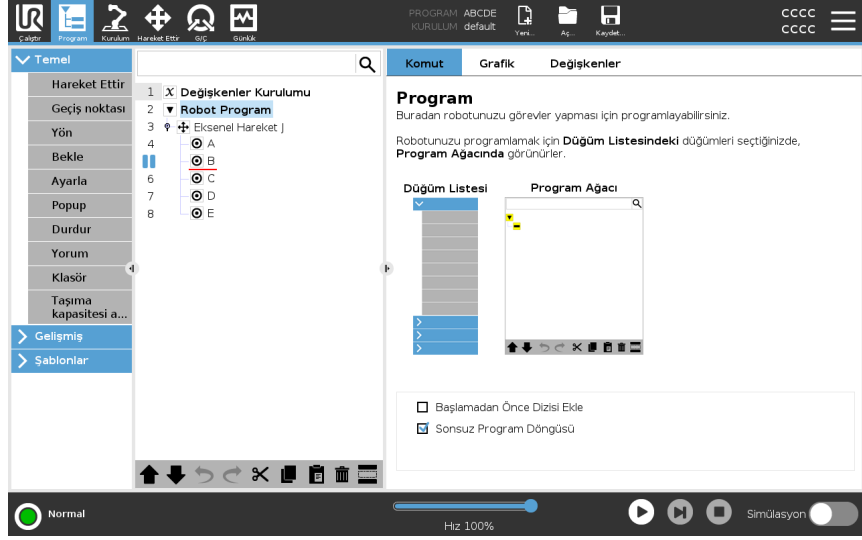 UR
PROGRAM ABCDE
KURULUM default
cccc
cccc
Çalıştır Program Kurulum Hareket Ettir G/Ç Günlük
Yeni... Aç... Kaydet...
Temel
Hareket Ettir
Geçiş noktası
Yön
Bekle
Ayarla
Popup
Durdur
Yorum
Klasör
Taşıma
kapasitesi a...
Gelişmiş
Şablonlar
1 X Değişkenler Kurulumu
2 Robot Program
3 Eksenel Hareket J
4 A
B
6 C
7 D
8 E
Komut Grafik Değişkenler
Program
Buradan robotunuzu görevler yapması için programlayabilirsiniz.
Robotunuzu programlamak için Düğüm Listesindeki düğümleri seçtiğinizde,
Program Ağacında görünürler.
Düğüm Listesi Program Ağacı
Başlamadan Önce Dizisi Ekle
Sonsuz Program Döngüsü
Normal
Hız 100%
Simülasyon